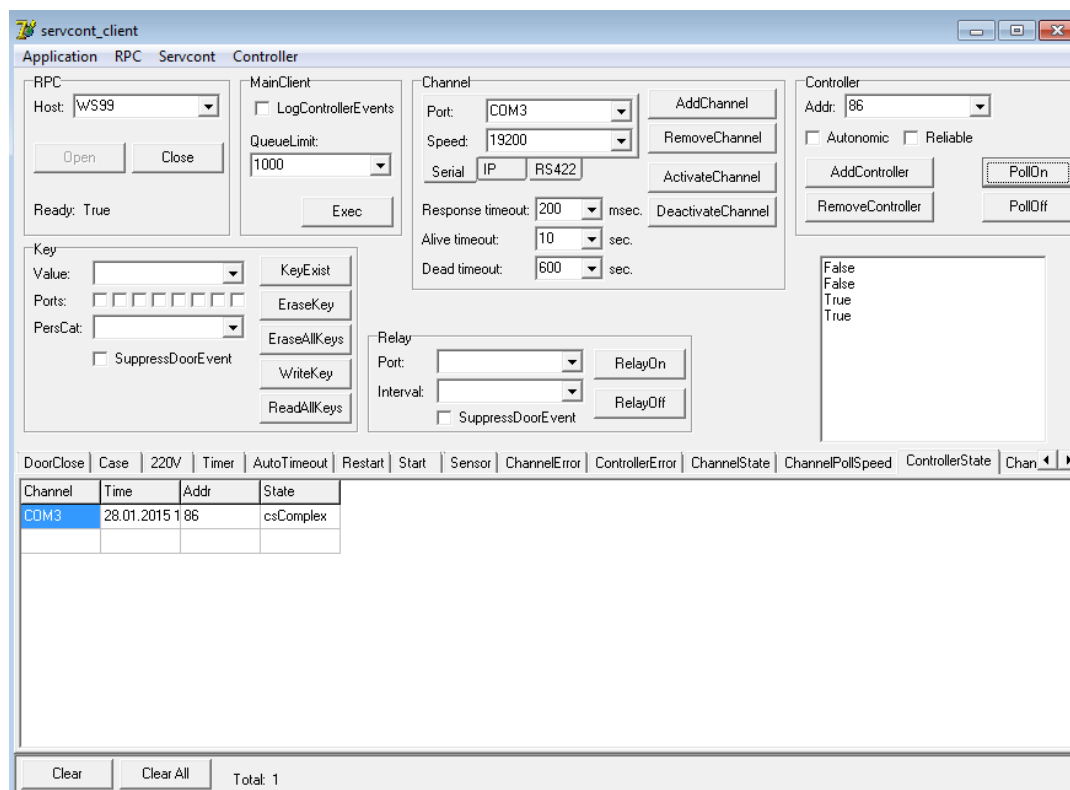 servcont_client
Application RPC Servcont Controller
RPC
Host: WS99
Open Close
Ready: True
MainClient
LogControllerEvents
QueueLimit:
1000
Exec
Channel
Port: COM3
Speed: 19200
Serial IP RS422
Response timeout: 200 msec.
Alive timeout: 10 sec.
Dead timeout: 600 sec.
AddChannel
RemoveChannel
ActivateChannel
DeactivateChannel
Controller
Addr: 86
Autonomic Reliable
AddController PollOn
RemoveController PollOff
Key
Value:
Ports:
PersCat:
SuppressDoorEvent
KeyExist
EraseKey
EraseAllKeys
WriteKey
ReadAllKeys
Relay
Port:
Interval:
SuppressDoorEvent
RelayOn
RelayOff
False
False
True
True
DoorClose Case 220V Timer AutoTimeout Restart Start Sensor ChannelError ControllerError ChannelState ChannelPollSpeed ControllerState Chan
Channel Time Addr State
COM3 28.01.2015 1 86 csComplex
Clear Clear All Total: 1